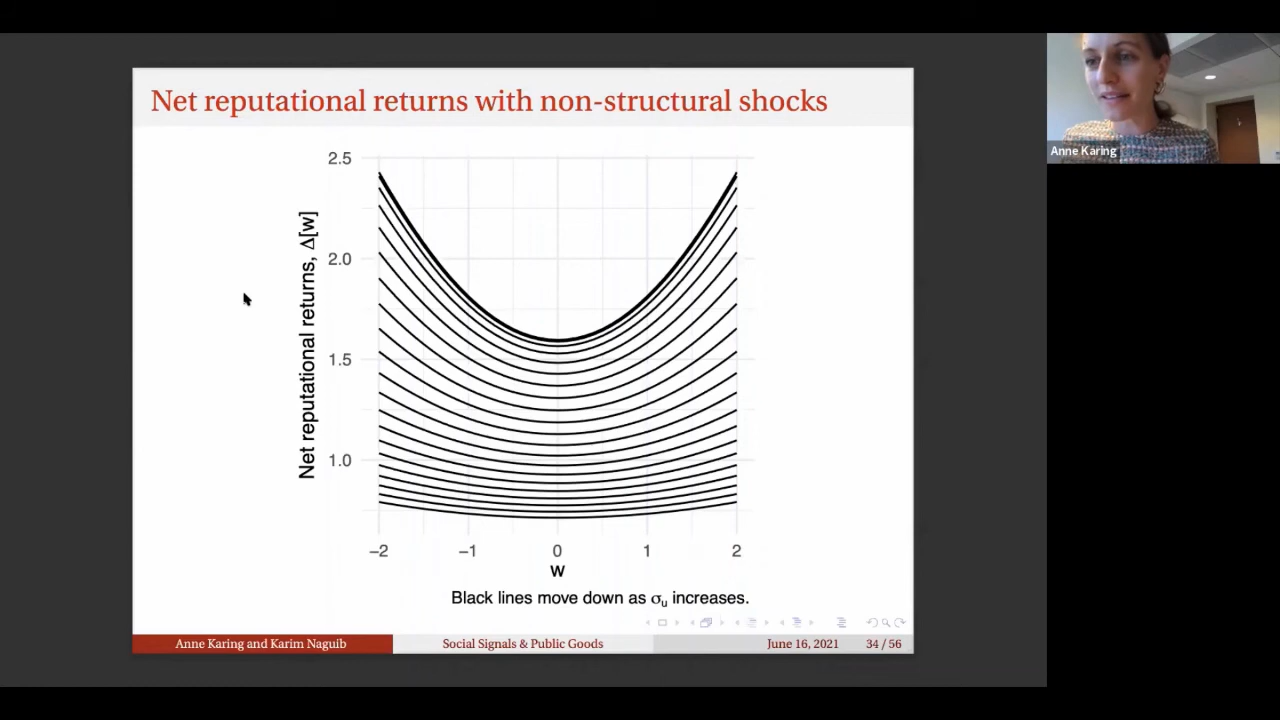 Net reputational returns with non-structural shocks
Anne Karing
2.5
2.0
1.5
1.0
Net reputational returns, Δ[w]
−2 −1 0 1 2
w
Black lines move down as σu increases.
Anne Karing and Karim Naguib Social Signals & Public Goods June 16, 2021 34 / 56